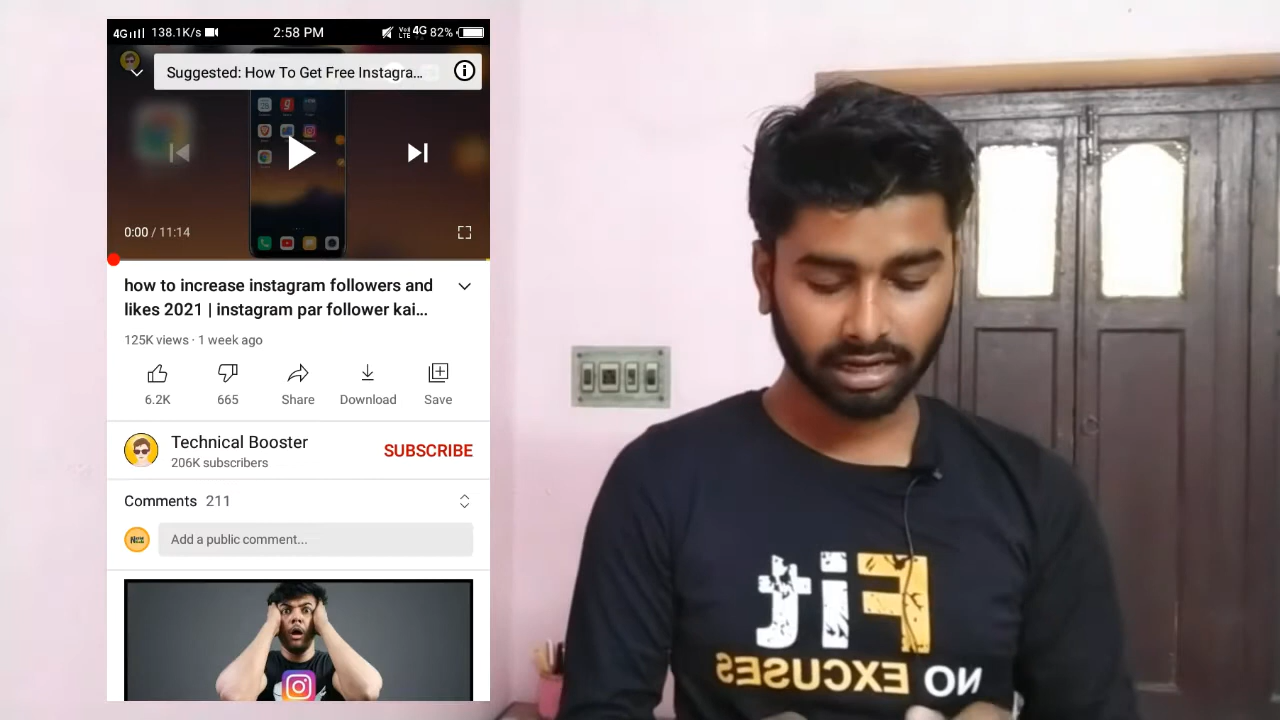 4G 138.1K/s 2:58 PM VoLTE 4G 82%
Suggested: How To Get Free Instagra...
0:00 / 11:14
how to increase instagram followers and
likes 2021 | instagram par follower kai...
125K views · 1 week ago
6.2K 665 Share Download Save
Technical Booster
206K subscribers
SUBSCRIBE
Comments 211
Add a public comment...
Fit
NO EXCUSES